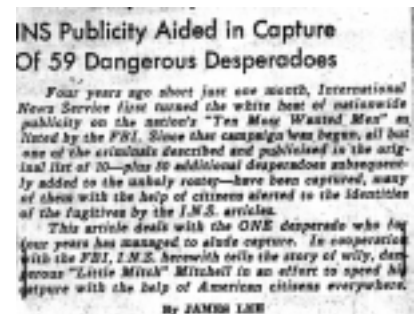 INS Publicity Aided in Capture
Of 59 Dangerous Desperadoes
Four years ago short just one month, International
News Service first turned the white heat of nationwide
publicity on the nation's "Ten Most Wanted Men" as
listed by the FBI. Since that campaign was begun, all but
one of the criminals described and publicized in the orig-
inal list of 10—plus 50 additional desperadoes subsequent-
ly added to the unholy roster—have been captured, many
of them with the help of citizens alerted to the identities
of the fugitives by the I.N.S. articles.
This article deals with the ONE desperado who for
four years has managed to elude capture. In cooperation
with the FBI, I.N.S. herewith tells the story of wily, dan-
gerous "Little Mitch" Mitchell in an effort to speed his
capture with the help of American citizens everywhere.
By JAMES LEE